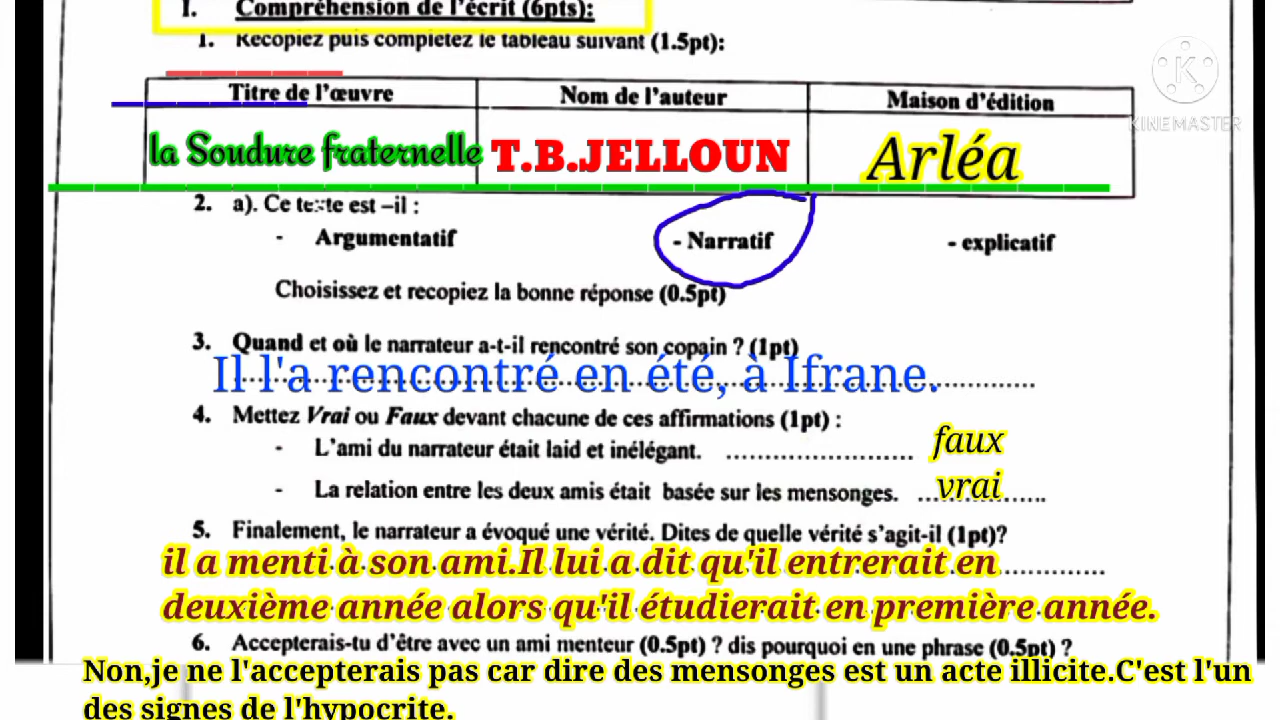 I. Compréhension de l'écrit (6pts):
1. Recopiez puis complétez le tableau suivant (1.5pt):
Titre de l'œuvre Nom de l'auteur Maison d'édition
la Soudure fraternelle T.B.JELLOUN Arléa
KINEMASTER
2. a). Ce texte est –il :
- Argumentatif - Narratif - explicatif
Choisissez et recopiez la bonne réponse (0.5pt)
3. Quand et où le narrateur a-t-il rencontré son copain ? (1pt)
Il l'a rencontré en été, à Ifrane.
4. Mettez Vrai ou Faux devant chacune de ces affirmations (1pt) :
- L'ami du narrateur était laid et inélégant. ........................ faux
- La relation entre les deux amis était basée sur les mensonges. ................ vrai
5. Finalement, le narrateur a évoqué une vérité. Dites de quelle vérité s'agit-il (1pt)?
il a menti à son ami.Il lui a dit qu'il entrerait en
deuxième année alors qu'il étudierait en première année.
6. Accepterais-tu d'être avec un ami menteur (0.5pt) ? dis pourquoi en une phrase (0.5pt) ?
Non,je ne l'accepterais pas car dire des mensonges est un acte illicite.C'est l'un
des signes de l'hypocrite.